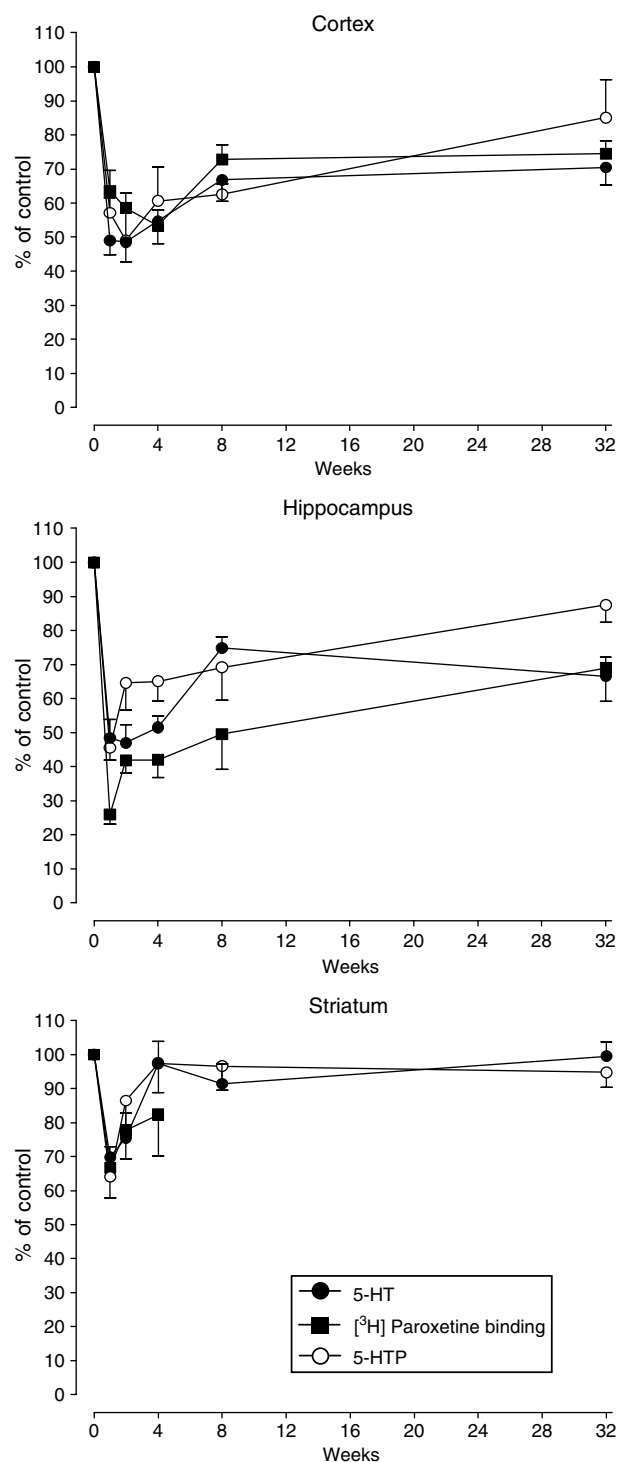 Cortex
110
100
90
80
70
60
50
40
30
20
10
0
% of control
0 4 8 12 16 20 24 28 32
Weeks
Hippocampus
110
100
90
80
70
60
50
40
30
20
10
0
% of control
0 4 8 12 16 20 24 28 32
Weeks
Striatum
110
100
90
80
70
60
50
40
30
20
10
0
% of control
5-HT
[³H] Paroxetine binding
5-HTP
0 4 8 12 16 20 24 28 32
Weeks